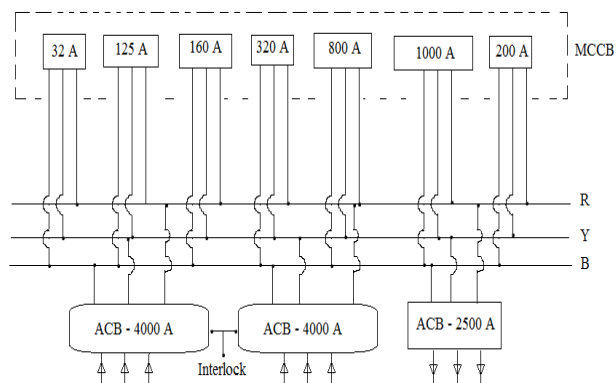 32 A
125 A
160 A
320 A
800 A
1000 A
200 A
MCCB
R
Y
B
ACB - 4000 A
ACB - 4000 A
ACB - 2500 A
Interlock